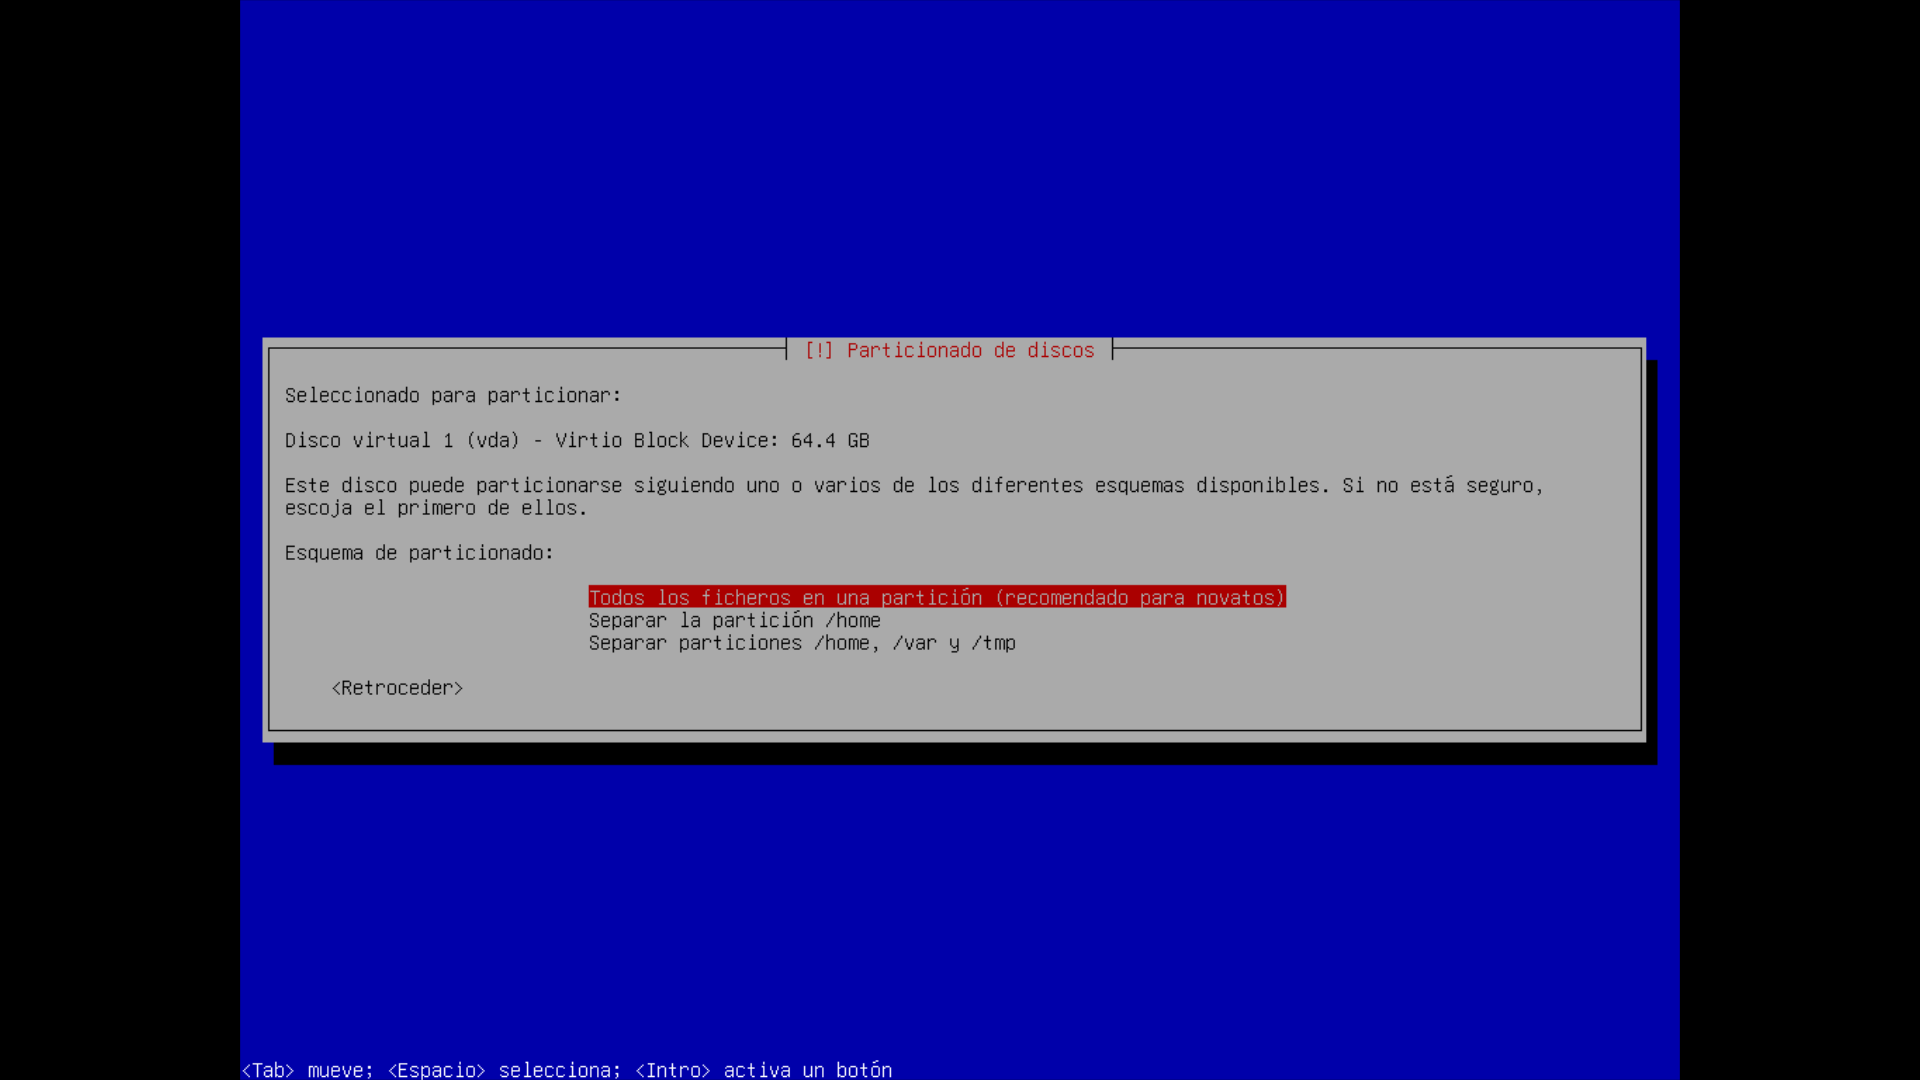 [!] Particionado de discos
Seleccionado para particionar:
Disco virtual 1 (vda) - Virtio Block Device: 64.4 GB
Este disco puede particionarse siguiendo uno o varios de los diferentes esquemas disponibles. Si no está seguro,
escoja el primero de ellos.
Esquema de particionado:
Todos los ficheros en una partición (recomendado para novatos)
Separar la partición /home
Separar particiones /home, /var y /tmp
<Retroceder>
<Tab> mueve; <Espacio> selecciona; <Intro> activa un botón